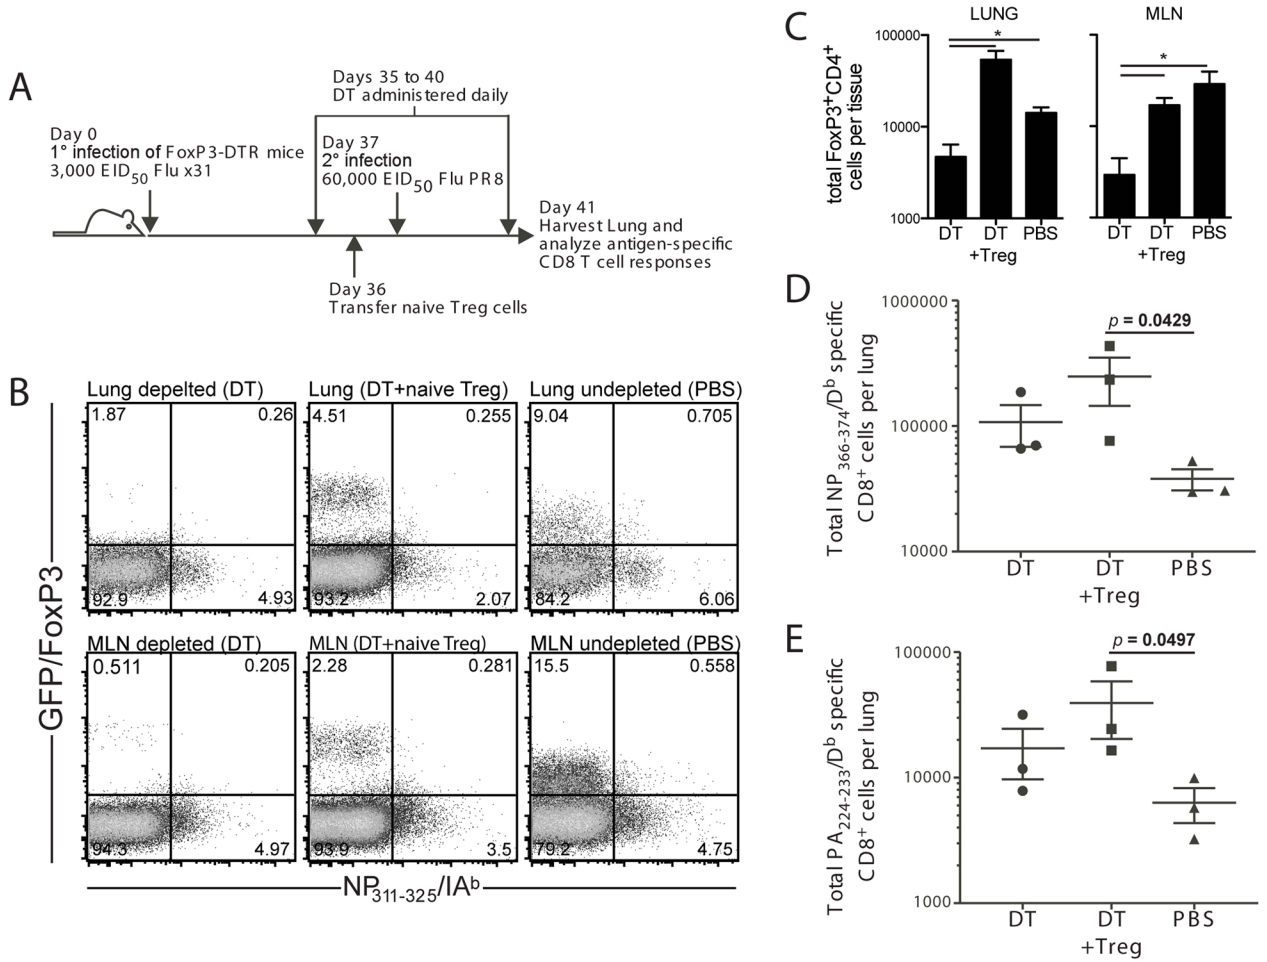 A
Day 0
1° infection of FoxP3-DTR mice
3,000 EID50 Flu x31
Days 35 to 40
DT administered daily
Day 37
2° infection
60,000 EID50 Flu PR8
Day 36
Transfer naive Treg cells
Day 41
Harvest Lung and
analyze antigen-specific
CD8 T cell responses
B
Lung depelted (DT)
1.87 0.26
92.9 4.93
Lung (DT+naive Treg)
4.51 0.255
93.2 2.07
Lung undepleted (PBS)
9.04 0.705
84.2 6.06
MLN depleted (DT)
0.511 0.205
94.3 4.97
MLN (DT+naive Treg)
2.28 0.281
93.9 3.5
MLN undepleted (PBS)
15.5 0.558
79.2 4.75
GFP/FoxP3
NP311-325/IAb
C
LUNG
MLN
total FoxP3+CD4+
cells per tissue
100000
10000
1000
*
*
DT DT PBS
+Treg
DT DT PBS
+Treg
D
Total NP366-374/Db specific
CD8+ cells per lung
1000000
100000
10000
p = 0.0429
DT DT PBS
+Treg
E
Total PA224-233/Db specific
CD8+ cells per lung
100000
10000
1000
p = 0.0497
DT DT PBS
+Treg